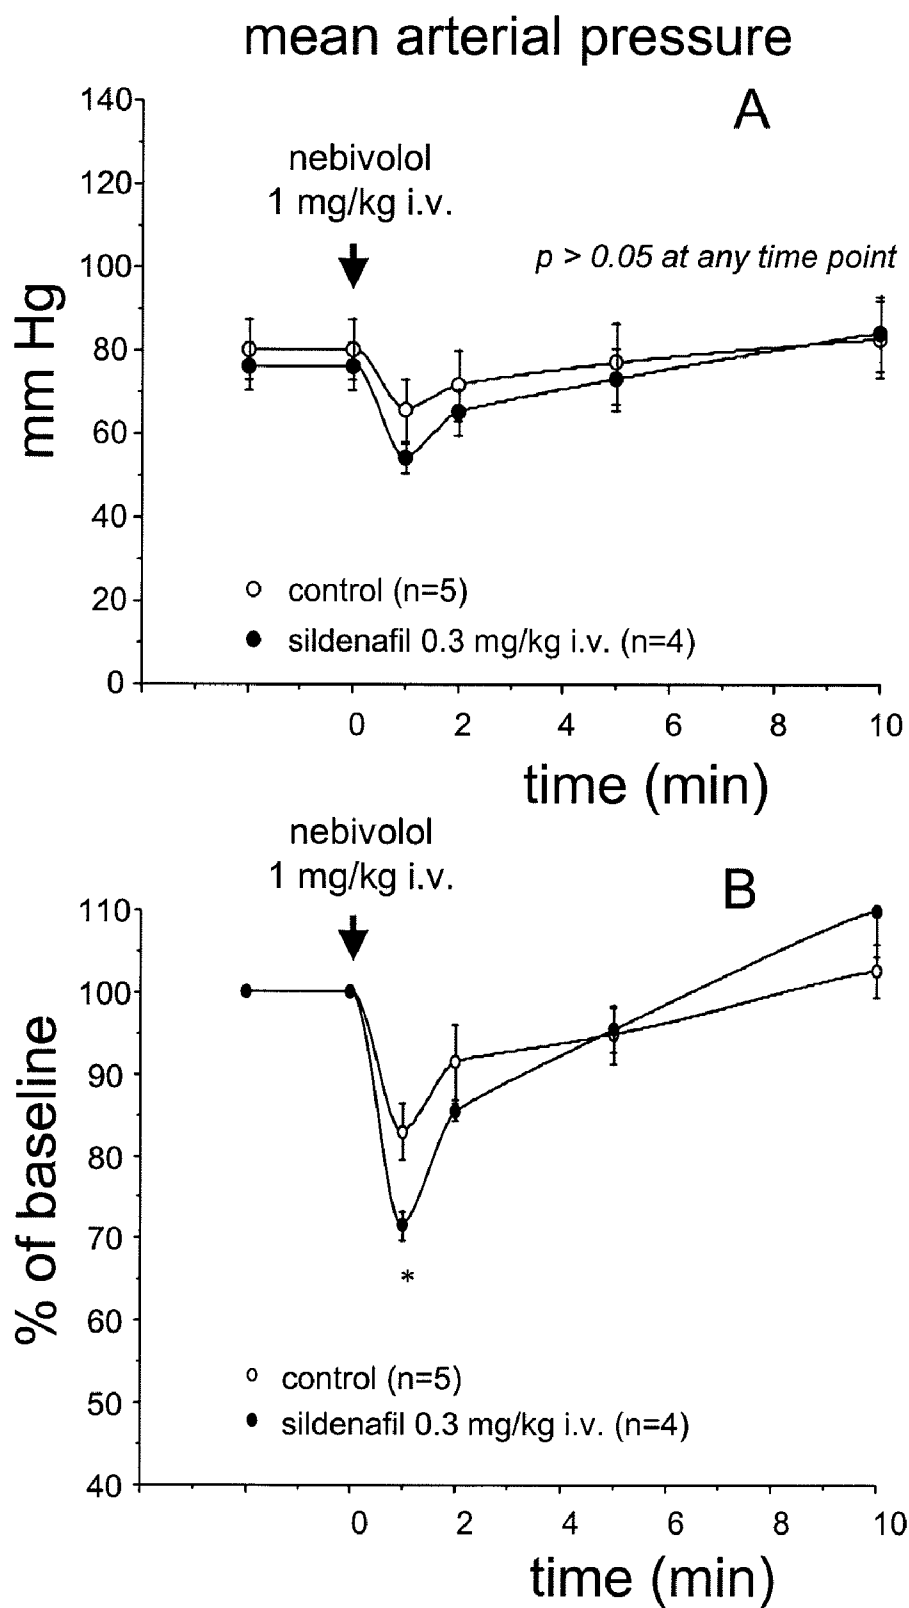 mean arterial pressure
A
140
120
100
80
60
40
20
0
mm Hg
nebivolol
1 mg/kg i.v.
p > 0.05 at any time point
control (n=5)
sildenafil 0.3 mg/kg i.v. (n=4)
0 2 4 6 8 10
time (min)
nebivolol
1 mg/kg i.v.
B
110
100
90
80
70
60
50
40
% of baseline
*
control (n=5)
sildenafil 0.3 mg/kg i.v. (n=4)
0 2 4 6 8 10
time (min)